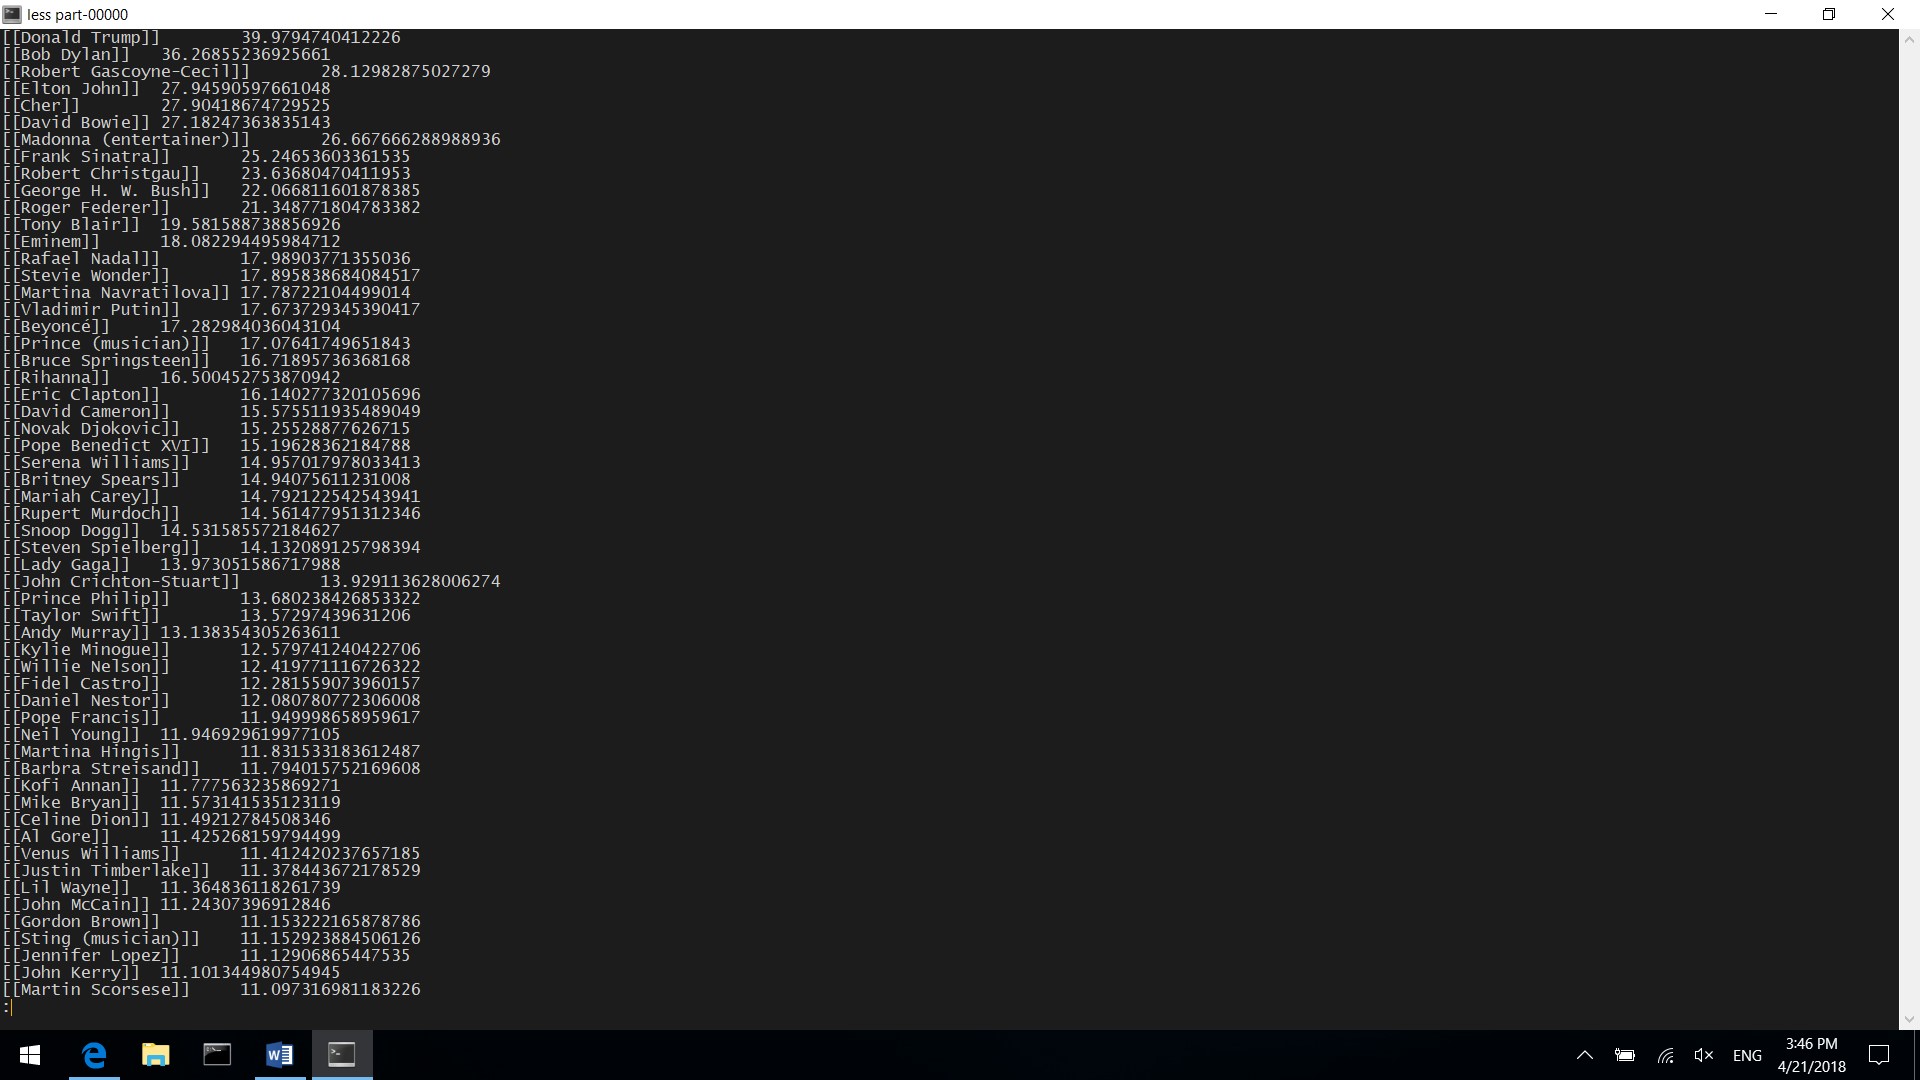 less part-00000
[[Donald Trump]] 39.9794740412226
[[Bob Dylan]] 36.26855236925661
[[Robert Gascoyne-Cecil]] 28.12982875027279
[[Elton John]] 27.94590597661048
[[Cher]] 27.90418674729525
[[David Bowie]] 27.18247363835143
[[Madonna (entertainer)]] 26.667666288988936
[[Frank Sinatra]] 25.24653603361535
[[Robert Christgau]] 23.63680470411953
[[George H. W. Bush]] 22.066811601878385
[[Roger Federer]] 21.348771804783382
[[Tony Blair]] 19.581588738856926
[[Eminem]] 18.082294495984712
[[Rafael Nadal]] 17.98903771355036
[[Stevie Wonder]] 17.895838684084517
[[Martina Navratilova]] 17.78722104499014
[[Vladimir Putin]] 17.673729345390417
[[Beyoncé]] 17.282984036043104
[[Prince (musician)]] 17.07641749651843
[[Bruce Springsteen]] 16.71895736368168
[[Rihanna]] 16.500452753870942
[[Eric Clapton]] 16.140277320105696
[[David Cameron]] 15.575511935489049
[[Novak Djokovic]] 15.25528877626715
[[Pope Benedict XVI]] 15.19628362184788
[[Serena Williams]] 14.957017978033413
[[Britney Spears]] 14.94075611231008
[[Mariah Carey]] 14.792122542543941
[[Rupert Murdoch]] 14.561477951312346
[[Snoop Dogg]] 14.531585572184627
[[Steven Spielberg]] 14.132089125798394
[[Lady Gaga]] 13.973051586717988
[[John Crichton-Stuart]] 13.929113628006274
[[Prince Philip]] 13.680238426853322
[[Taylor Swift]] 13.57297439631206
[[Andy Murray]] 13.138354305263611
[[Kylie Minogue]] 12.579741240422706
[[Willie Nelson]] 12.419771116726322
[[Fidel Castro]] 12.281559073960157
[[Daniel Nestor]] 12.080780772306008
[[Pope Francis]] 11.949998658959617
[[Neil Young]] 11.946929619977105
[[Martina Hingis]] 11.831533183612487
[[Barbra Streisand]] 11.794015752169608
[[Kofi Annan]] 11.777563235869271
[[Mike Bryan]] 11.573141535123119
[[Celine Dion]] 11.49212784508346
[[Al Gore]] 11.425268159794499
[[Venus Williams]] 11.412420237657185
[[Justin Timberlake]] 11.378443672178529
[[Lil Wayne]] 11.364836118261739
[[John McCain]] 11.24307396912846
[[Gordon Brown]] 11.153222165878786
[[Sting (musician)]] 11.152923884506126
[[Jennifer Lopez]] 11.12906865447535
[[John Kerry]] 11.101344980754945
[[Martin Scorsese]] 11.097316981183226
:
ENG
3:46 PM
4/21/2018